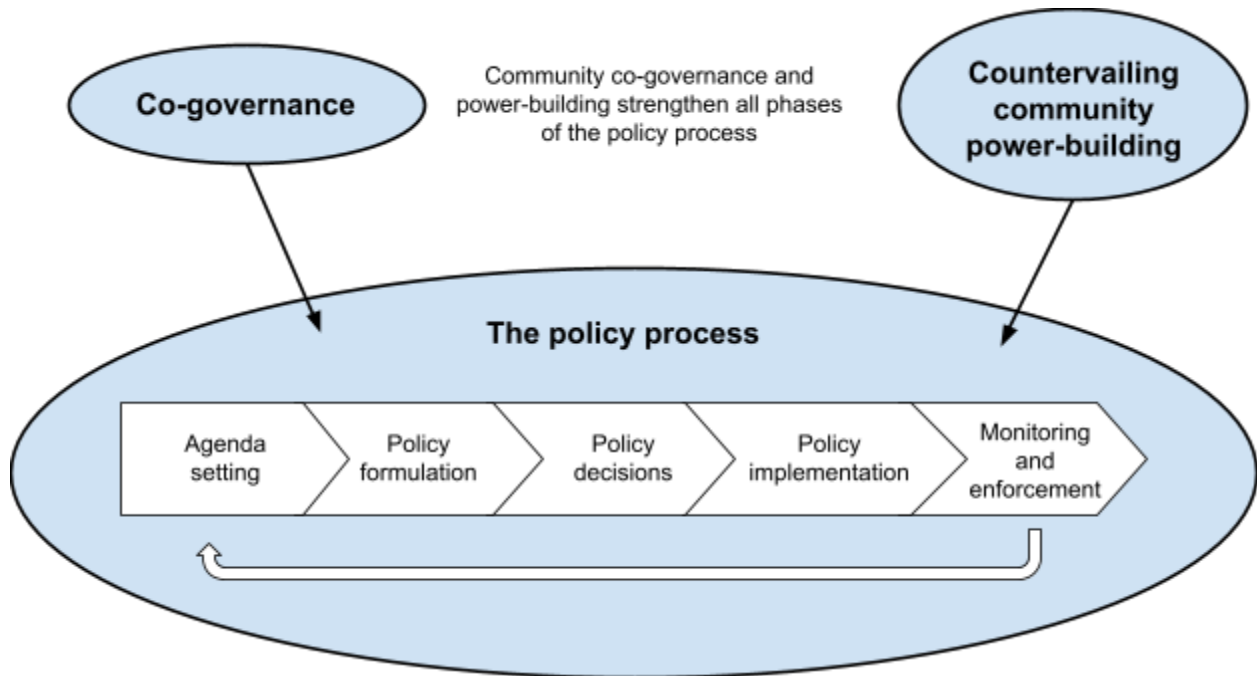 Co-governance
Community co-governance and
power-building strengthen all phases
of the policy process
Countervailing
community
power-building
The policy process
Agenda
setting
Policy
formulation
Policy
decisions
Policy
implementation
Monitoring
and
enforcement